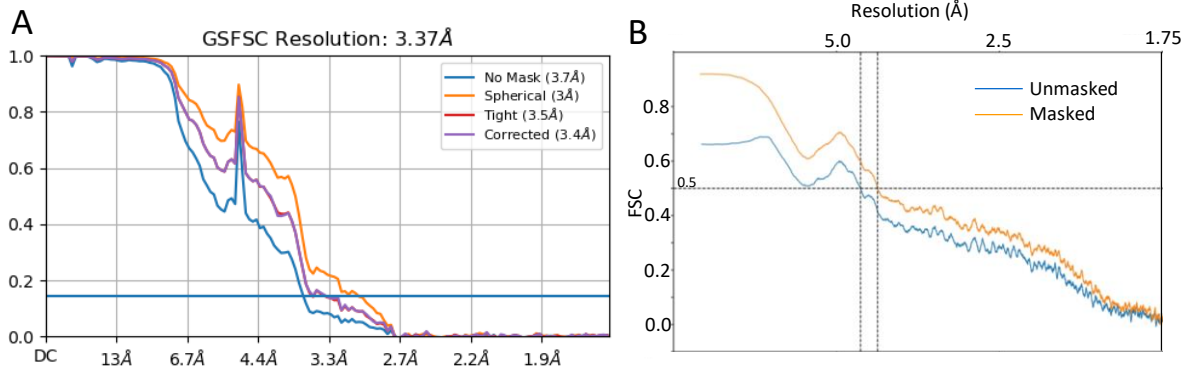 A
GSFSC Resolution: 3.37Å
1.0
0.8
0.6
0.4
0.2
0.0
No Mask (3.7Å)
Spherical (3Å)
Tight (3.5Å)
Corrected (3.4Å)
DC
13Å
6.7Å
4.44Å
3.3Å
2.7Å
2.2Å
1.9Å
B
Resolution (Å)
5.0
2.5
1.75
FSC
0.8
0.6
0.5
0.4
0.2
0.0
Unmasked
Masked